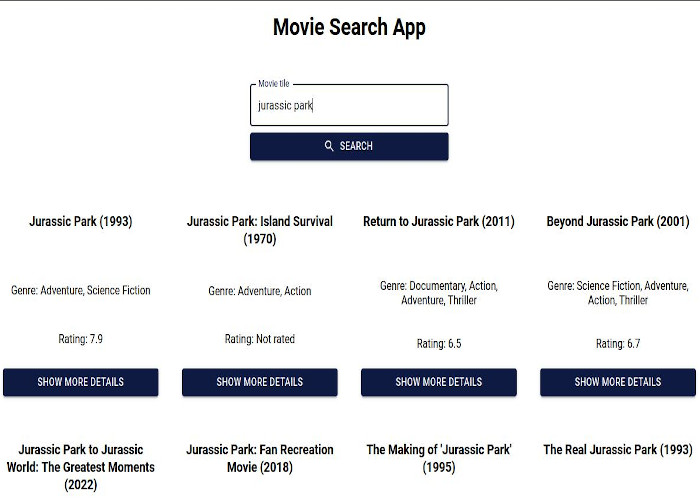 Movie Search App
Movie tile
jurassic park
SEARCH
Jurassic Park (1993)
Jurassic Park: Island Survival
(1970)
Return to Jurassic Park (2011)
Beyond Jurassic Park (2001)
Genre: Adventure, Science Fiction
Genre: Adventure, Action
Genre: Documentary, Action,
Adventure, Thriller
Genre: Science Fiction, Adventure,
Action, Thriller
Rating: 7.9
Rating: Not rated
Rating: 6.5
Rating: 6.7
SHOW MORE DETAILS
SHOW MORE DETAILS
SHOW MORE DETAILS
SHOW MORE DETAILS
Jurassic Park to Jurassic
World: The Greatest Moments
(2022)
Jurassic Park: Fan Recreation
Movie (2018)
The Making of 'Jurassic Park'
(1995)
The Real Jurassic Park (1993)